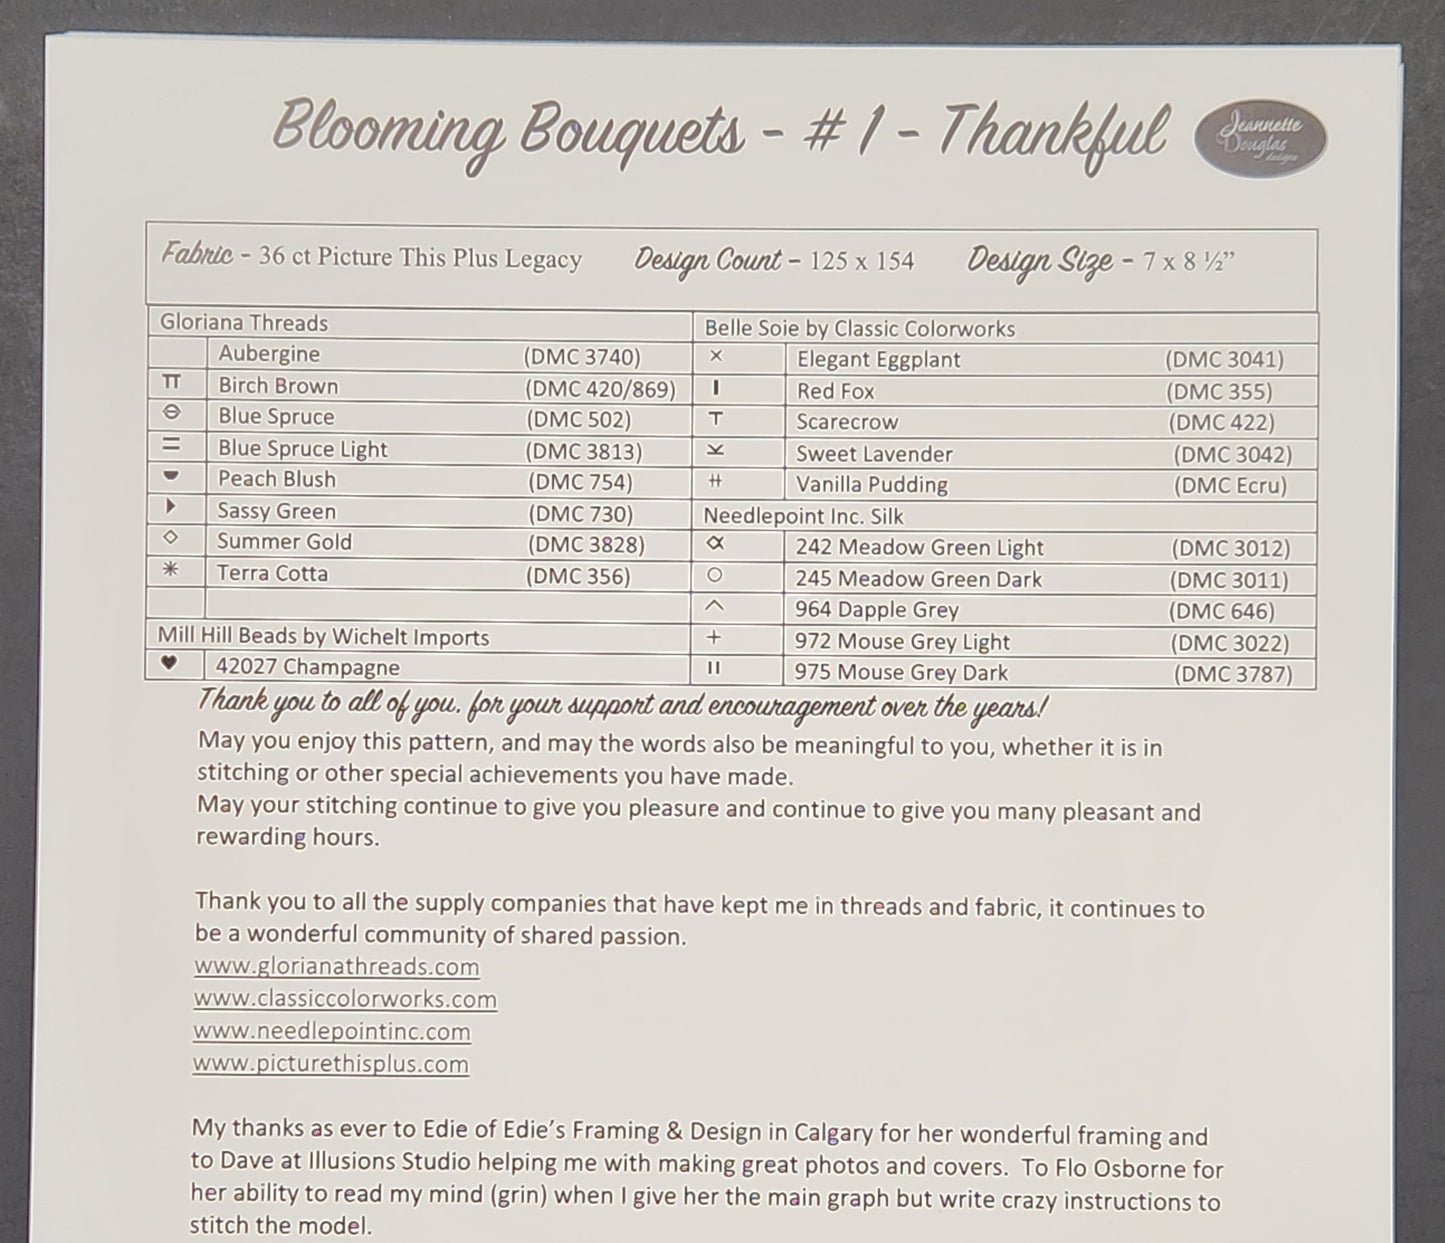 Blooming Bouquets - # 1 - Thankful
Jeannette
Douglas
designs
Fabric - 36 ct Picture This Plus Legacy Design Count - 125 x 154 Design Size - 7 x 8 ½”
Gloriana Threads
Aubergine (DMC 3740)
π Birch Brown (DMC 420/869)
⊖ Blue Spruce (DMC 502)
= Blue Spruce Light (DMC 3813)
Peach Blush (DMC 754)
Sassy Green (DMC 730)
◇ Summer Gold (DMC 3828)
✳ Terra Cotta (DMC 356)
Mill Hill Beads by Wichelt Imports
♥ 42027 Champagne
Belle Soie by Classic Colorworks
× Elegant Eggplant (DMC 3041)
I Red Fox (DMC 355)
T Scarecrow (DMC 422)
Sweet Lavender (DMC 3042)
Vanilla Pudding (DMC Ecru)
Needlepoint Inc. Silk
242 Meadow Green Light (DMC 3012)
○ 245 Meadow Green Dark (DMC 3011)
^ 964 Dapple Grey (DMC 646)
+ 972 Mouse Grey Light (DMC 3022)
II 975 Mouse Grey Dark (DMC 3787)
Thank you to all of you. for your support and encouragement over the years!
May you enjoy this pattern, and may the words also be meaningful to you, whether it is in
stitching or other special achievements you have made.
May your stitching continue to give you pleasure and continue to give you many pleasant and
rewarding hours.
Thank you to all the supply companies that have kept me in threads and fabric, it continues to
be a wonderful community of shared passion.
www.glorianathreads.com
www.classiccolorworks.com
www.needlepointinc.com
www.picturethisplus.com
My thanks as ever to Edie of Edie’s Framing & Design in Calgary for her wonderful framing and
to Dave at Illusions Studio helping me with making great photos and covers.  To Flo Osborne for
her ability to read my mind (grin) when I give her the main graph but write crazy instructions to
stitch the model.